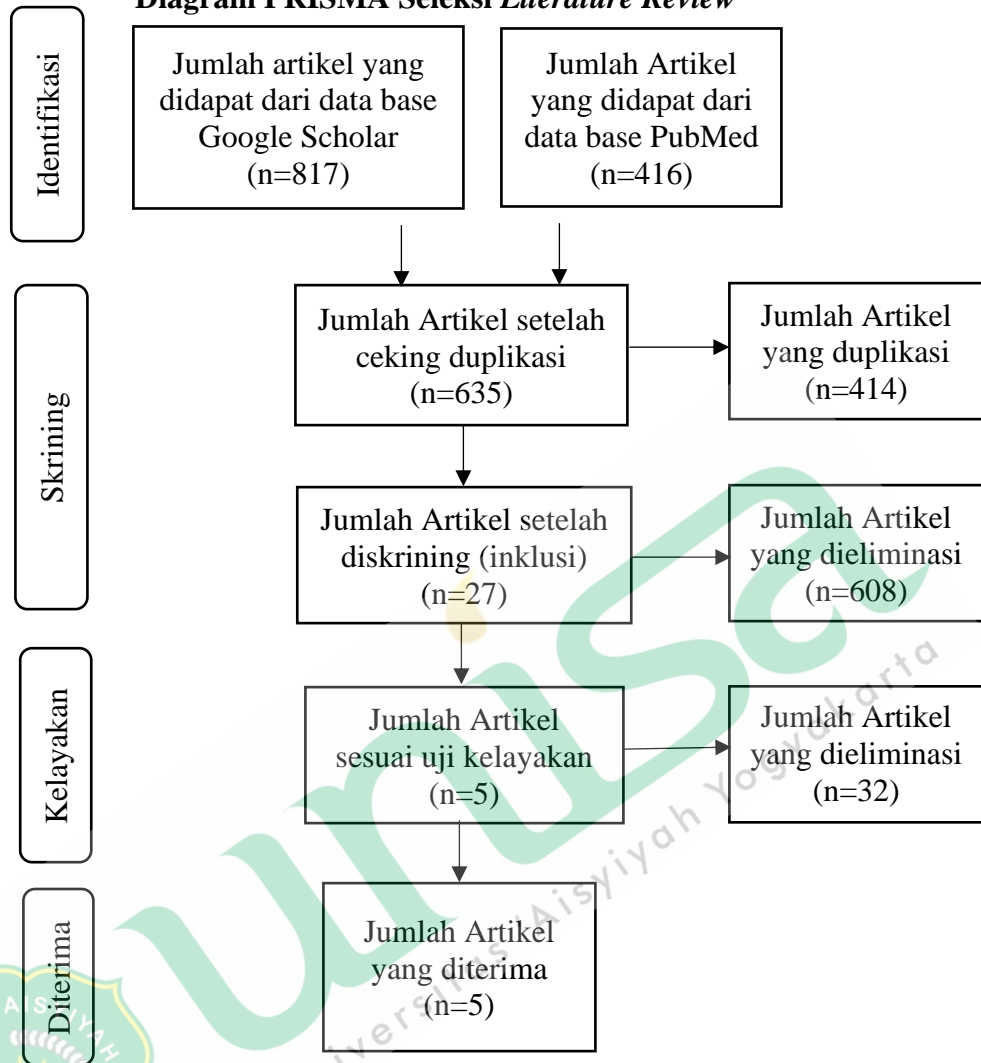 Diagram PRISMA Seleksi Literature Review
Identifikasi
Jumlah artikel yang
didapat dari data base
Google Scholar
(n=817)
Jumlah Artikel
yang didapat dari
data base PubMed
(n=416)
Skrining
Jumlah Artikel setelah
ceking duplikasi
(n=635)
Jumlah Artikel
yang duplikasi
(n=414)
Jumlah Artikel setelah
diskrining (inklusi)
(n=27)
Jumlah Artikel
yang dieliminasi
(n=608)
Kelayakan
Jumlah Artikel
sesuai uji kelayakan
(n=5)
Jumlah Artikel
yang dieliminasi
(n=32)
Diterima
Jumlah Artikel
yang diterima
(n=5)
unisa
Universitas 'Aisyiyah Yogyakarta